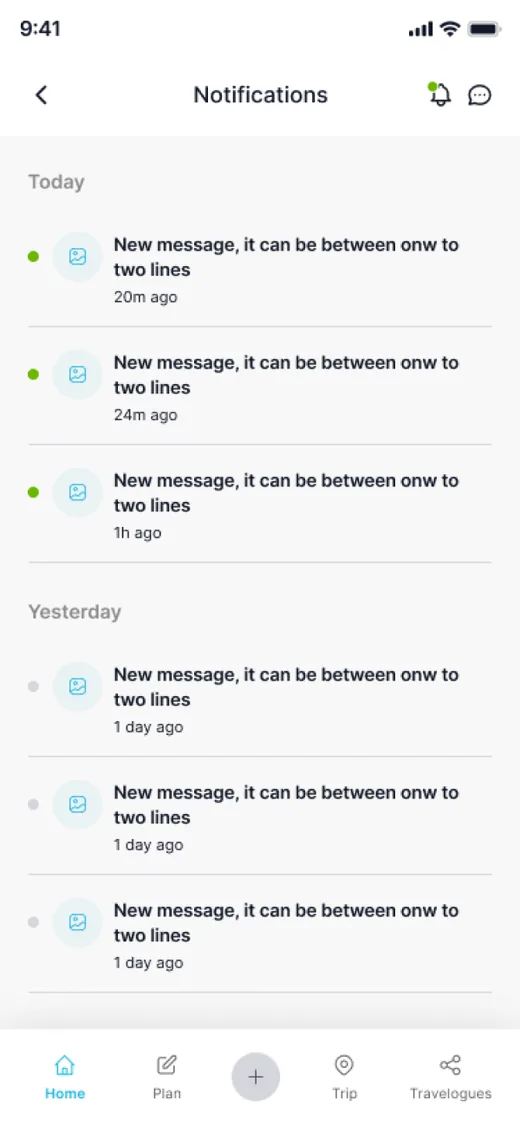 9:41
Notifications
Today
New message, it can be between onw to
two lines
20m ago
New message, it can be between onw to
two lines
24m ago
New message, it can be between onw to
two lines
1h ago
Yesterday
New message, it can be between onw to
two lines
1 day ago
New message, it can be between onw to
two lines
1 day ago
New message, it can be between onw to
two lines
1 day ago
Home
Plan
Trip
Travelogues